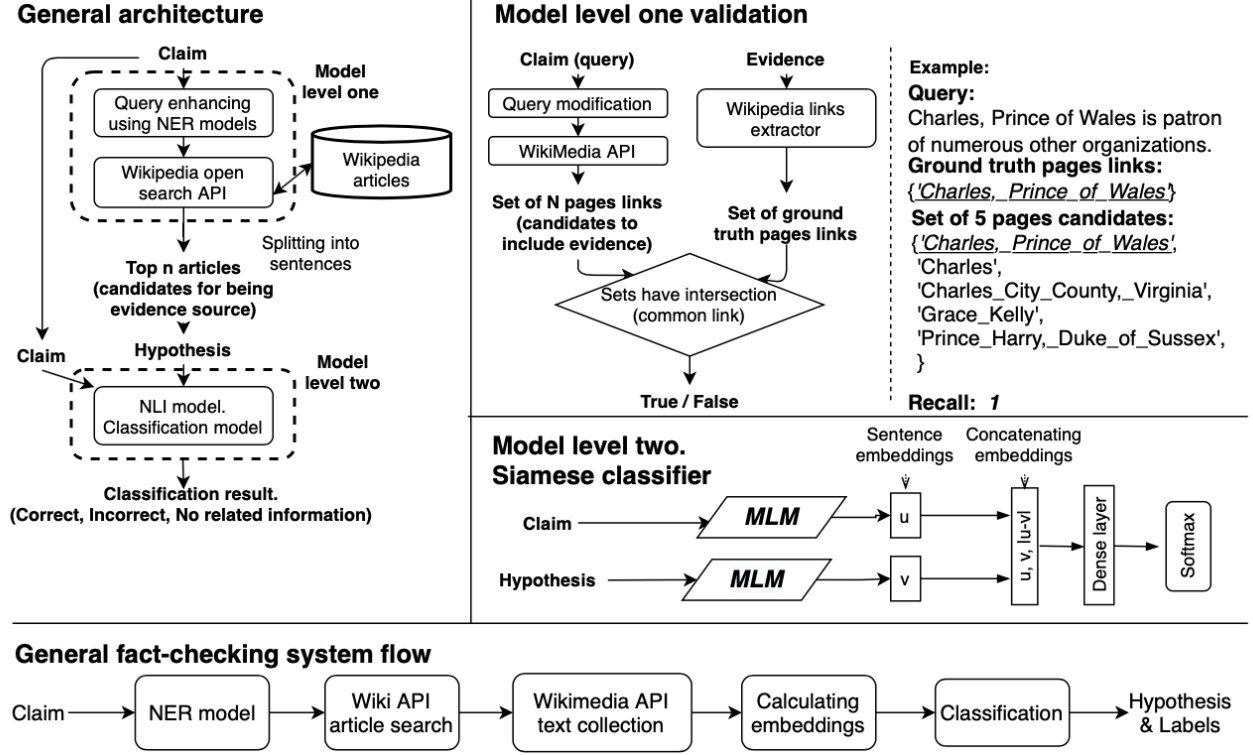 General architecture
Claim
Model
level one
Query enhancing
using NER models
Wikipedia open
search API
Wikipedia
articles
Splitting into
sentences
Top n articles
(candidates for being
evidence source)
Claim
Hypothesis
Model
level two
NLI model.
Classification model
Classification result.
(Correct, Incorrect, No related information)
Model level one validation
Claim (query)
Query modification
WikiMedia API
Set of N pages links
(candidates to
include evidence)
Evidence
Wikipedia links
extractor
Set of ground
truth pages links
Sets have intersection
(common link)
True / False
Example:
Query:
Charles, Prince of Wales is patron
of numerous other organizations.
Ground truth pages links:
{'Charles,_Prince_of_Wales'}
Set of 5 pages candidates:
{'Charles,_Prince_of_Wales',
'Charles',
'Charles_City_County,_Virginia',
'Grace_Kelly',
'Prince_Harry,_Duke_of_Sussex',
}
Recall: 1
Model level two.
Siamese classifier
Sentence
embeddings
Concatenating
embeddings
Claim
MLM
u
Hypothesis
MLM
v
u, v, |u-v|
Dense layer
Softmax
General fact-checking system flow
Claim
NER model
Wiki API
article search
Wikimedia API
text collection
Calculating
embeddings
Classification
Hypothesis
& Labels